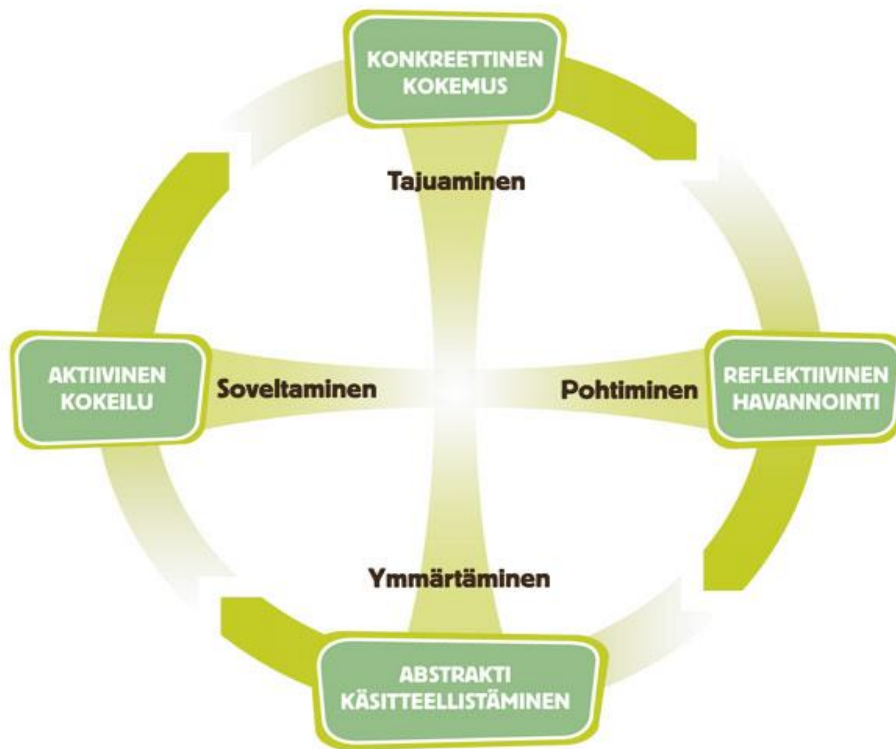 KONKREETTINEN
KOKEMUS
Tajuaminen
AKTIIVINEN
KOKEILU
Soveltaminen
Pohtiminen
REFLEKTIIVINEN
HAVANNOINTI
Ymmärtäminen
ABSTRAKTI
KÄSITTEELLISTÄMINEN